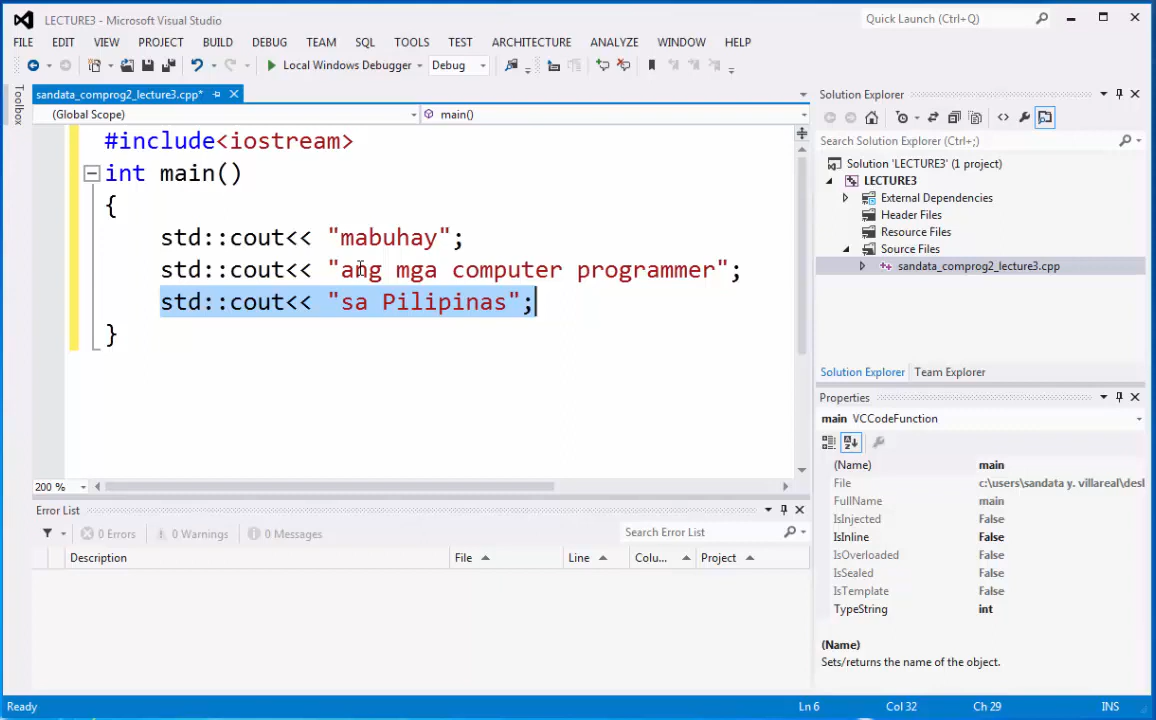 LECTURE3 - Microsoft Visual Studio
Quick Launch (Ctrl+Q)
FILE EDIT VIEW PROJECT BUILD DEBUG TEAM SQL TOOLS TEST ARCHITECTURE ANALYZE WINDOW HELP
Local Windows Debugger Debug
Toolbox
sandata_comprog2_lecture3.cpp*
(Global Scope) main()
#include<iostream>
int main()
{
std::cout<< "mabuhay";
std::cout<< "ang mga computer programmer";
std::cout<< "sa Pilipinas";
}
200 %
Error List
0 Errors 0 Warnings 0 Messages
Search Error List
Description File Line Colu... Project
Solution Explorer
Search Solution Explorer (Ctrl+;)
Solution 'LECTURE3' (1 project)
LECTURE3
External Dependencies
Header Files
Resource Files
Source Files
sandata_comprog2_lecture3.cpp
Solution Explorer Team Explorer
Properties
main VCCodeFunction
(Name) main
File c:\users\sandata y. villareal\desl
FullName main
IsInjected False
IsInline False
IsOverloaded False
IsSealed False
IsTemplate False
TypeString int
(Name)
Sets/returns the name of the object.
Ready Ln 6 Col 32 Ch 29 INS